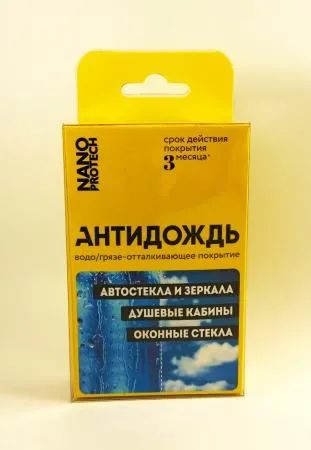 NANO
PROTECH
срок действия
покрытия
3 месяца*
АНТИДОЖДЬ
водо/грязе-отталкивающее покрытие
АВТОСТЕКЛА И ЗЕРКАЛА
ДУШЕВЫЕ КАБИНЫ
ОКОННЫЕ СТЕКЛА